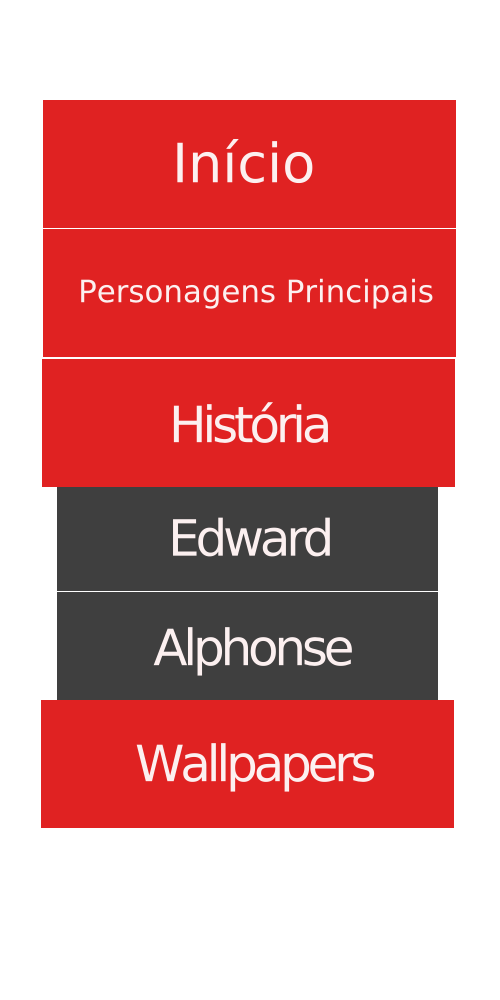 Início
Personagens Principais
História
Edward
Alphonse
Wallpapers